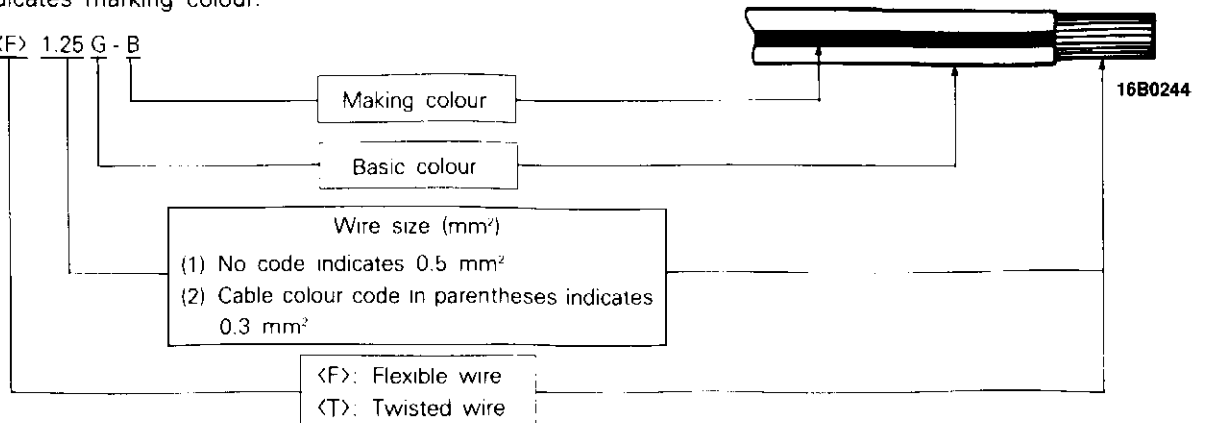 dicates marking colour.
<F> 1.25 G - B
16B0244
Making colour
Basic colour
Wire size (mm²)
(1) No code indicates 0.5 mm²
(2) Cable colour code in parentheses indicates
0.3 mm²
<F>: Flexible wire
<T>: Twisted wire